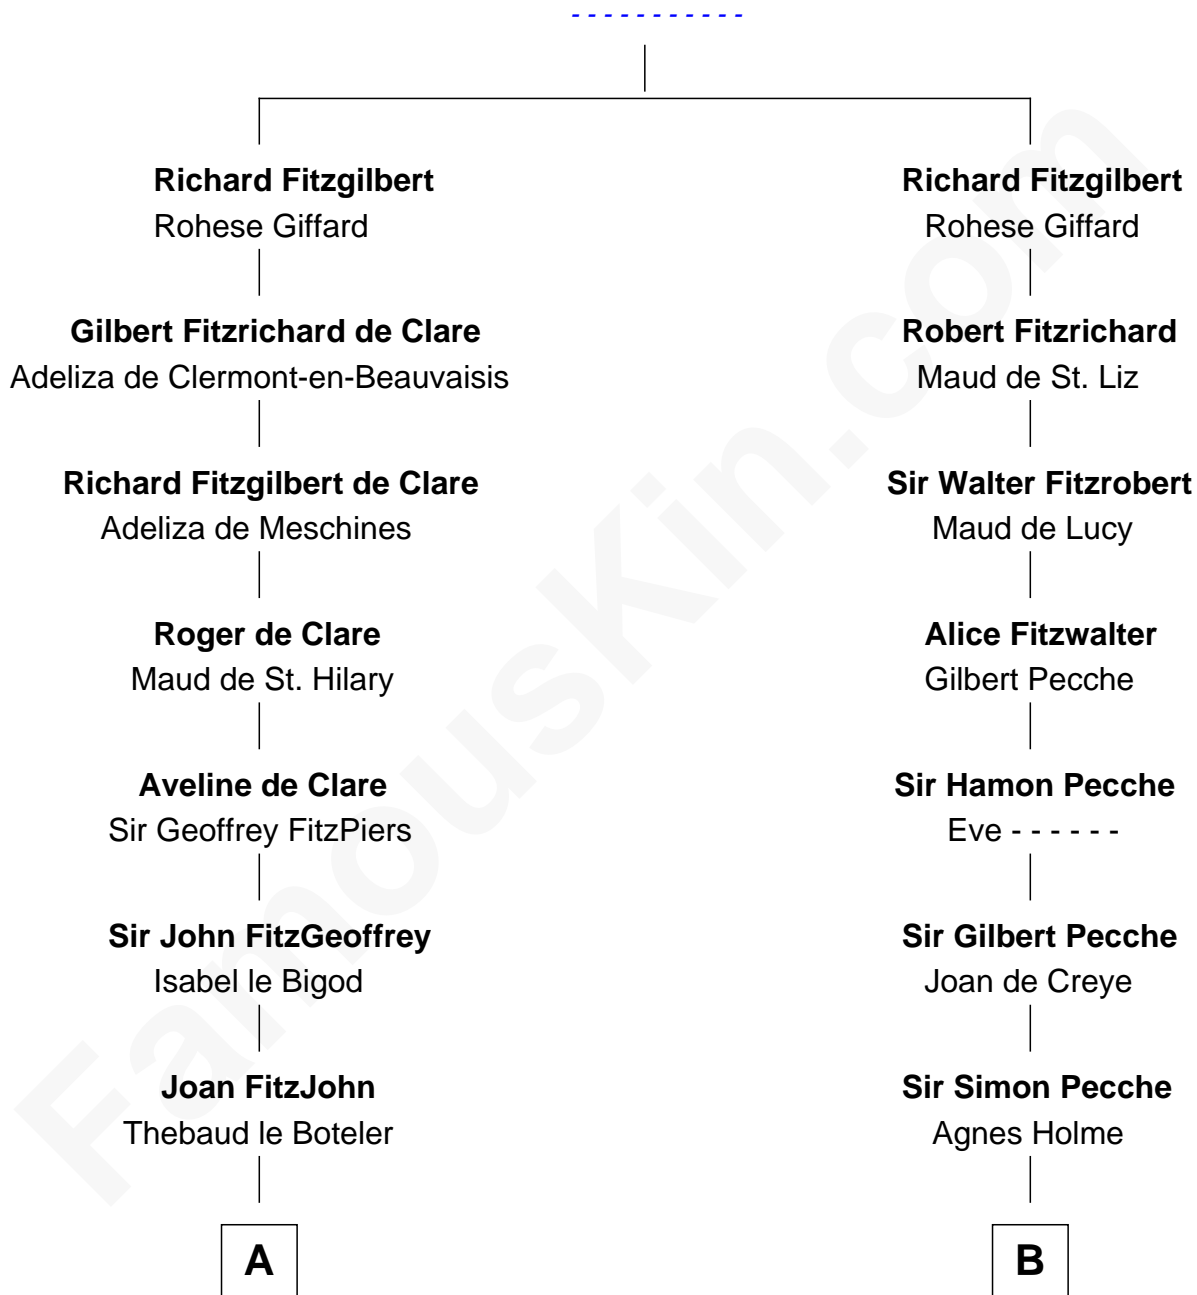 - - - - - - - - - - -
Richard Fitzgilbert
Rohese Giffard
Gilbert Fitzrichard de Clare
Adeliza de Clermont-en-Beauvaisis
Richard Fitzgilbert de Clare
Adeliza de Meschines
Roger de Clare
Maud de St. Hilary
Aveline de Clare
Sir Geoffrey FitzPiers
Sir John FitzGeoffrey
Isabel le Bigod
Joan FitzJohn
Thebaud le Boteler
A
Richard Fitzgilbert
Rohese Giffard
Robert Fitzrichard
Maud de St. Liz
Sir Walter Fitzrobert
Maud de Lucy
Alice Fitzwalter
Gilbert Pecche
Sir Hamon Pecche
Eve - - - - - -
Sir Gilbert Pecche
Joan de Creye
Sir Simon Pecche
Agnes Holme
B
FamousKin.com